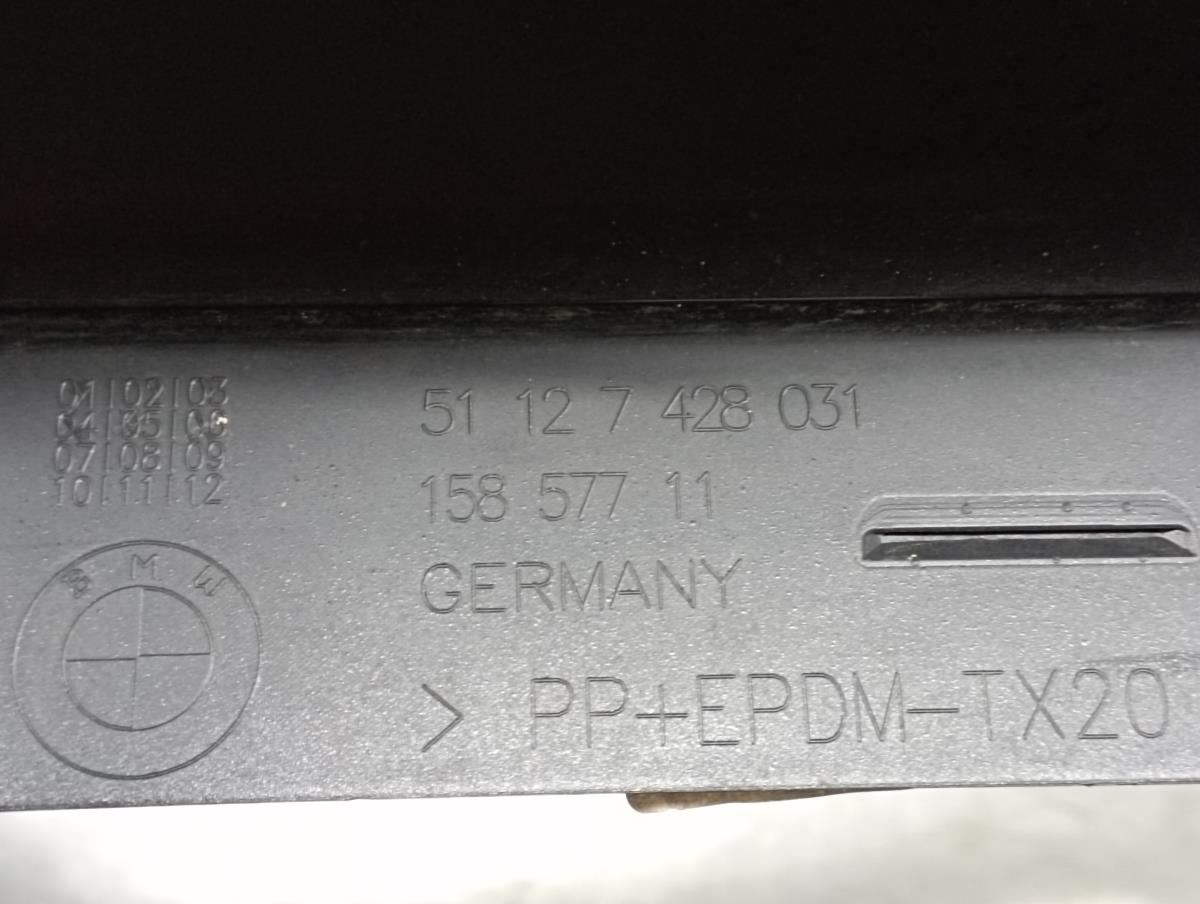 01|02|03
04|05|06
07|08|09
10|11|12
51 12 7 428 031
158 577 11
GERMANY
BMW
> PP+EPDM-TX20